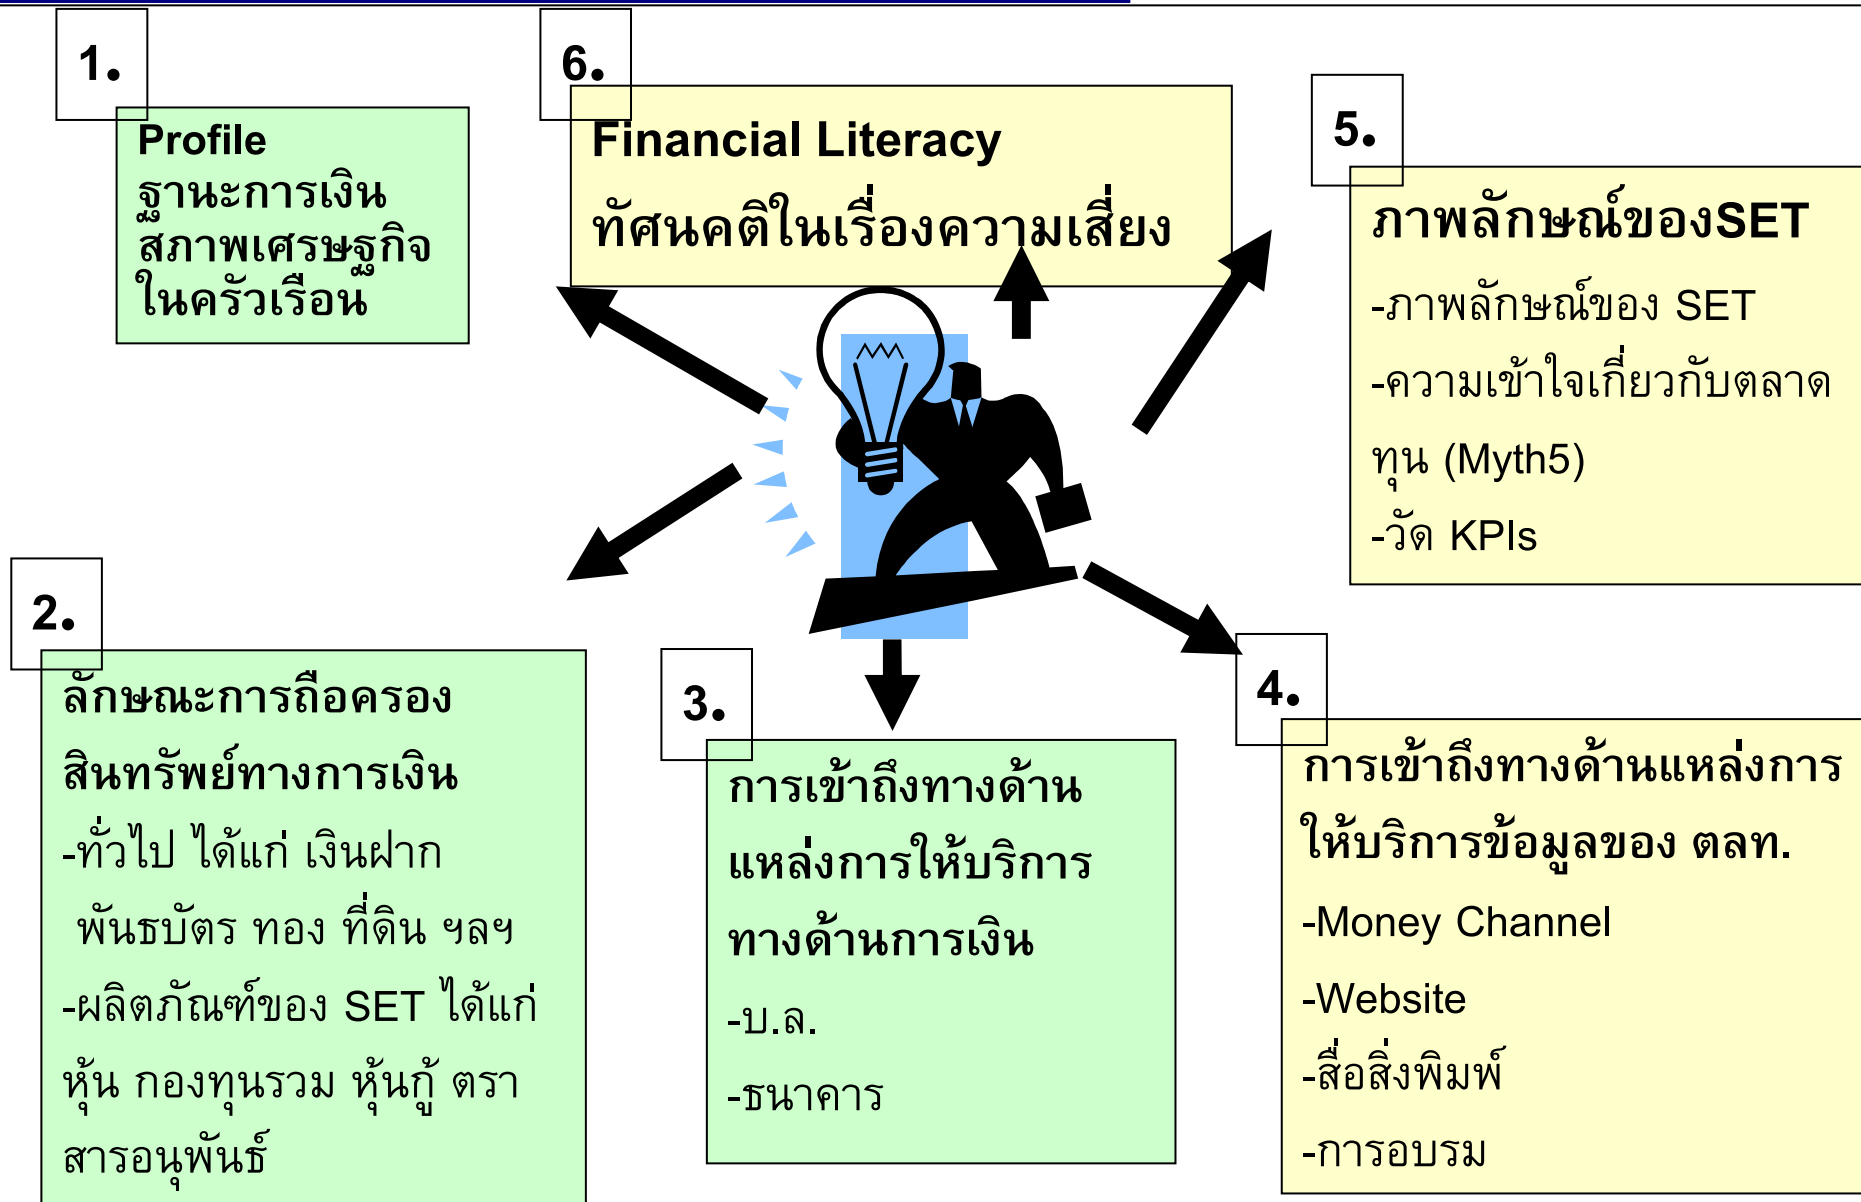 1.
Profile
ฐานะการเงิน
สภาพเศรษฐกิจ
ในครัวเรือน
6.
Financial Literacy
ทัศนคติในเรื่องความเสี่ยง
5.
ภาพลักษณ์ของSET
-ภาพลักษณ์ของ SET
-ความเข้าใจเกี่ยวกับตลาด
ทุน (Myth5)
-วัด KPIs
2.
ลักษณะการถือครอง
สินทรัพย์ทางการเงิน
-ทั่วไป ได้แก่ เงินฝาก
พันธบัตร ทอง ที่ดิน ฯลฯ
-ผลิตภัณฑ์ของ SET ได้แก่
หุ้น กองทุนรวม หุ้นกู้ ตรา
สารอนุพันธ์
3.
การเข้าถึงทางด้าน
แหล่งการให้บริการ
ทางด้านการเงิน
-บ.ล.
-ธนาคาร
4.
การเข้าถึงทางด้านแหล่งการ
ให้บริการข้อมูลของ ตลท.
-Money Channel
-Website
-สื่อสิ่งพิมพ์
-การอบรม